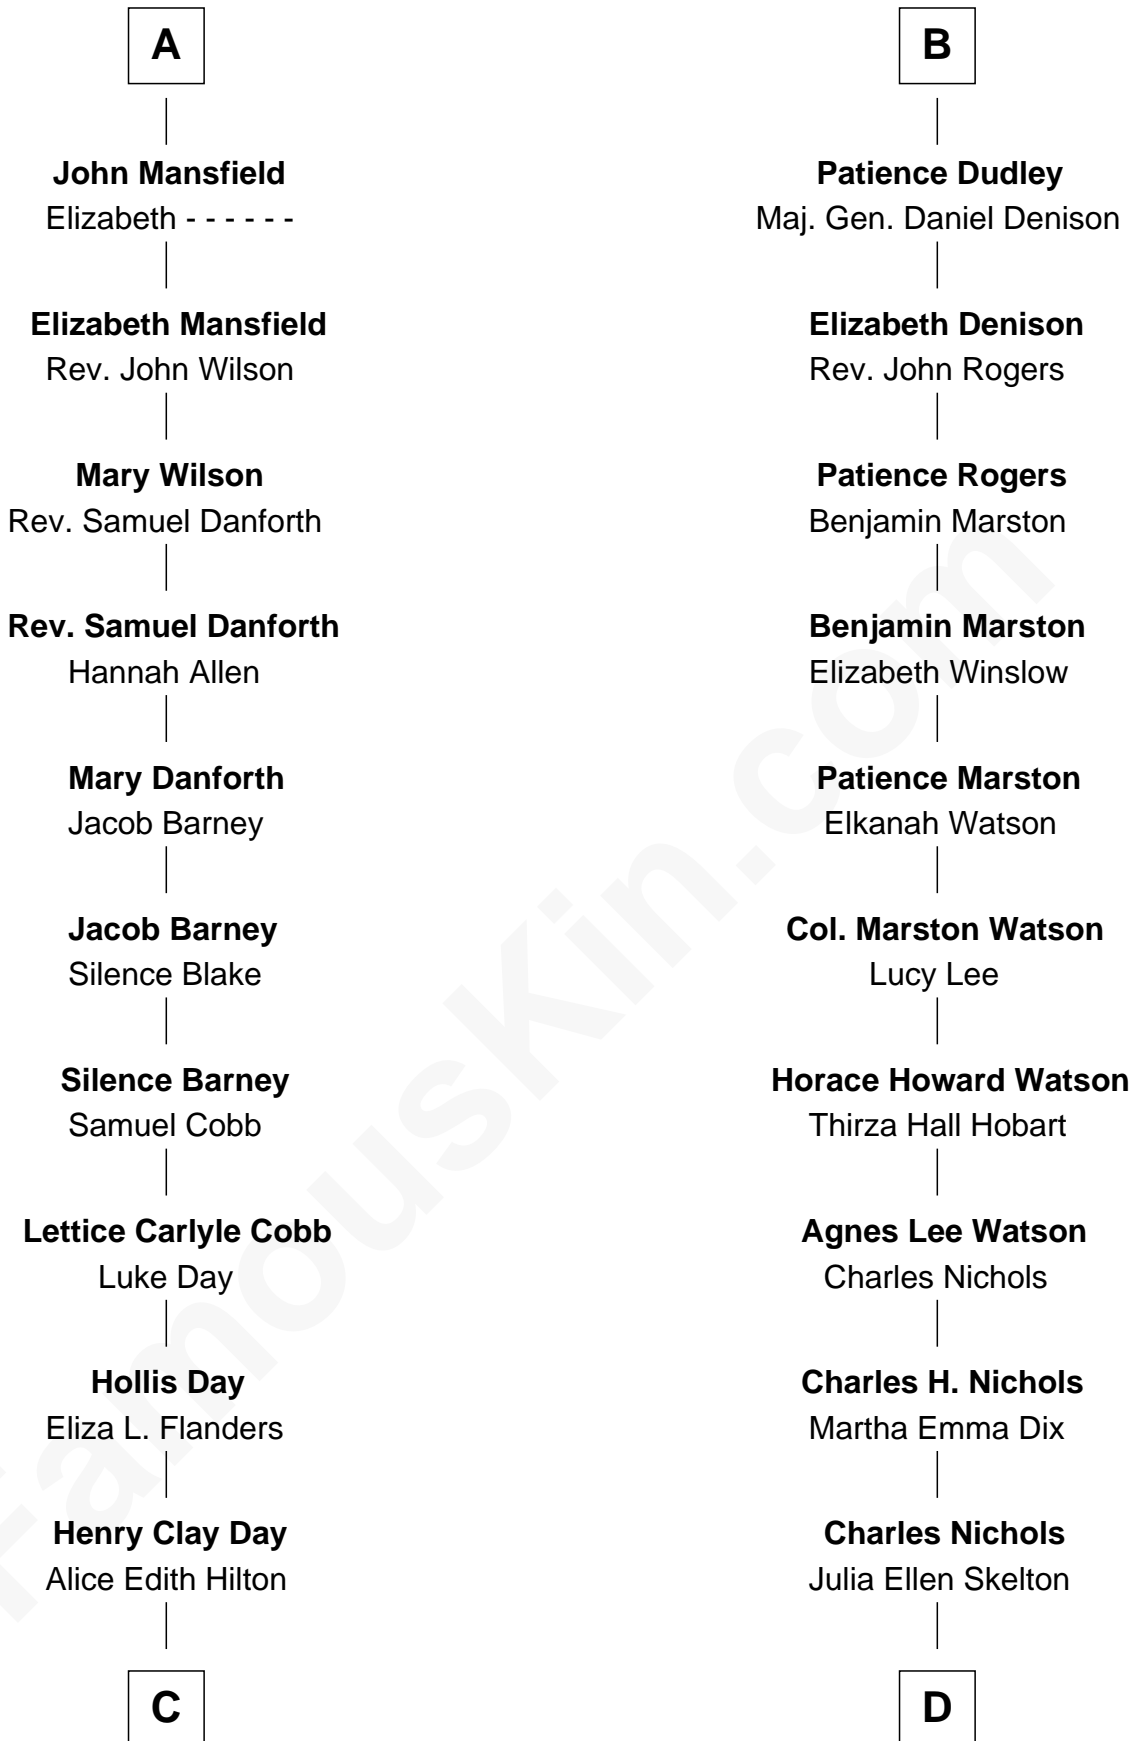 A
John Mansfield
Elizabeth - - - - - -
Elizabeth Mansfield
Rev. John Wilson
Mary Wilson
Rev. Samuel Danforth
Rev. Samuel Danforth
Hannah Allen
Mary Danforth
Jacob Barney
Jacob Barney
Silence Blake
Silence Barney
Samuel Cobb
Lettice Carlyle Cobb
Luke Day
Hollis Day
Eliza L. Flanders
Henry Clay Day
Alice Edith Hilton
C
B
Patience Dudley
Maj. Gen. Daniel Denison
Elizabeth Denison
Rev. John Rogers
Patience Rogers
Benjamin Marston
Benjamin Marston
Elizabeth Winslow
Patience Marston
Elkanah Watson
Col. Marston Watson
Lucy Lee
Horace Howard Watson
Thirza Hall Hobart
Agnes Lee Watson
Charles Nichols
Charles H. Nichols
Martha Emma Dix
Charles Nichols
Julia Ellen Skelton
D
FamousKin.com